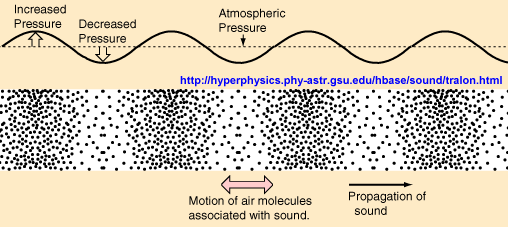 Increased
Pressure
Decreased
Pressure
Atmospheric
Pressure
http://hyperphysics.phy-astr.gsu.edu/hbase/sound/tralon.html
Motion of air molecules
associated with sound.
Propagation of
sound